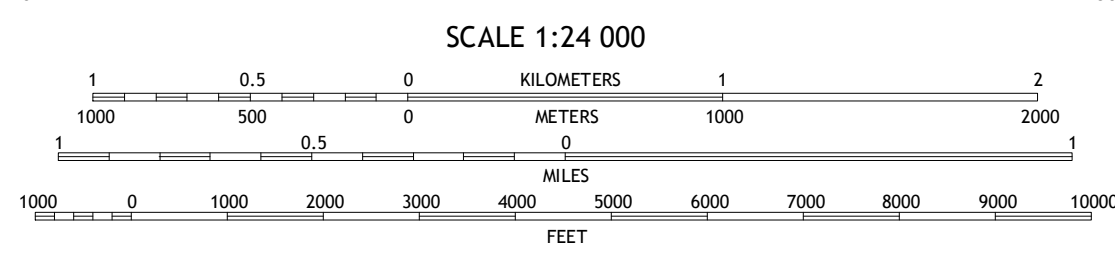 SCALE 1:24 000
1 0.5 0 KILOMETERS 1 2
1000 500 0 METERS 1000 2000
1 0.5 0 1
MILES
1000 0 1000 2000 3000 4000 5000 6000 7000 8000 9000 10000
FEET